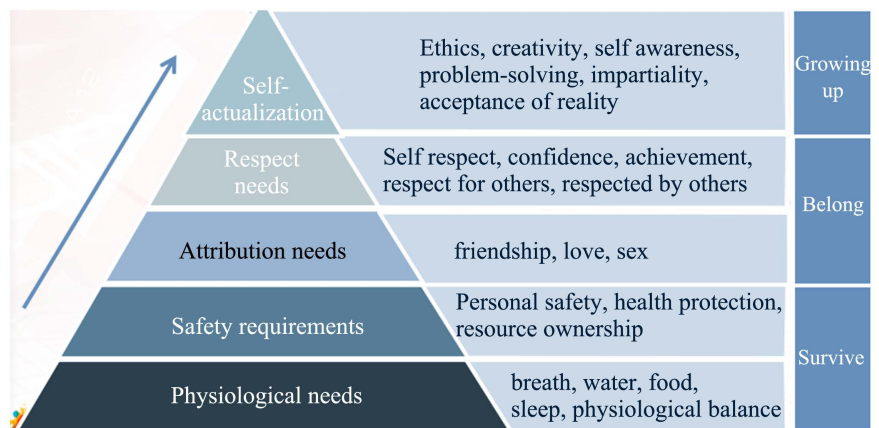 Self-
actualization
Ethics, creativity, self awareness,
problem-solving, impartiality,
acceptance of reality
Growing
up
Respect
needs
Self respect, confidence, achievement,
respect for others, respected by others
Belong
Attribution needs
friendship, love, sex
Safety requirements
Personal safety, health protection,
resource ownership
Survive
Physiological needs
breath, water, food,
sleep, physiological balance